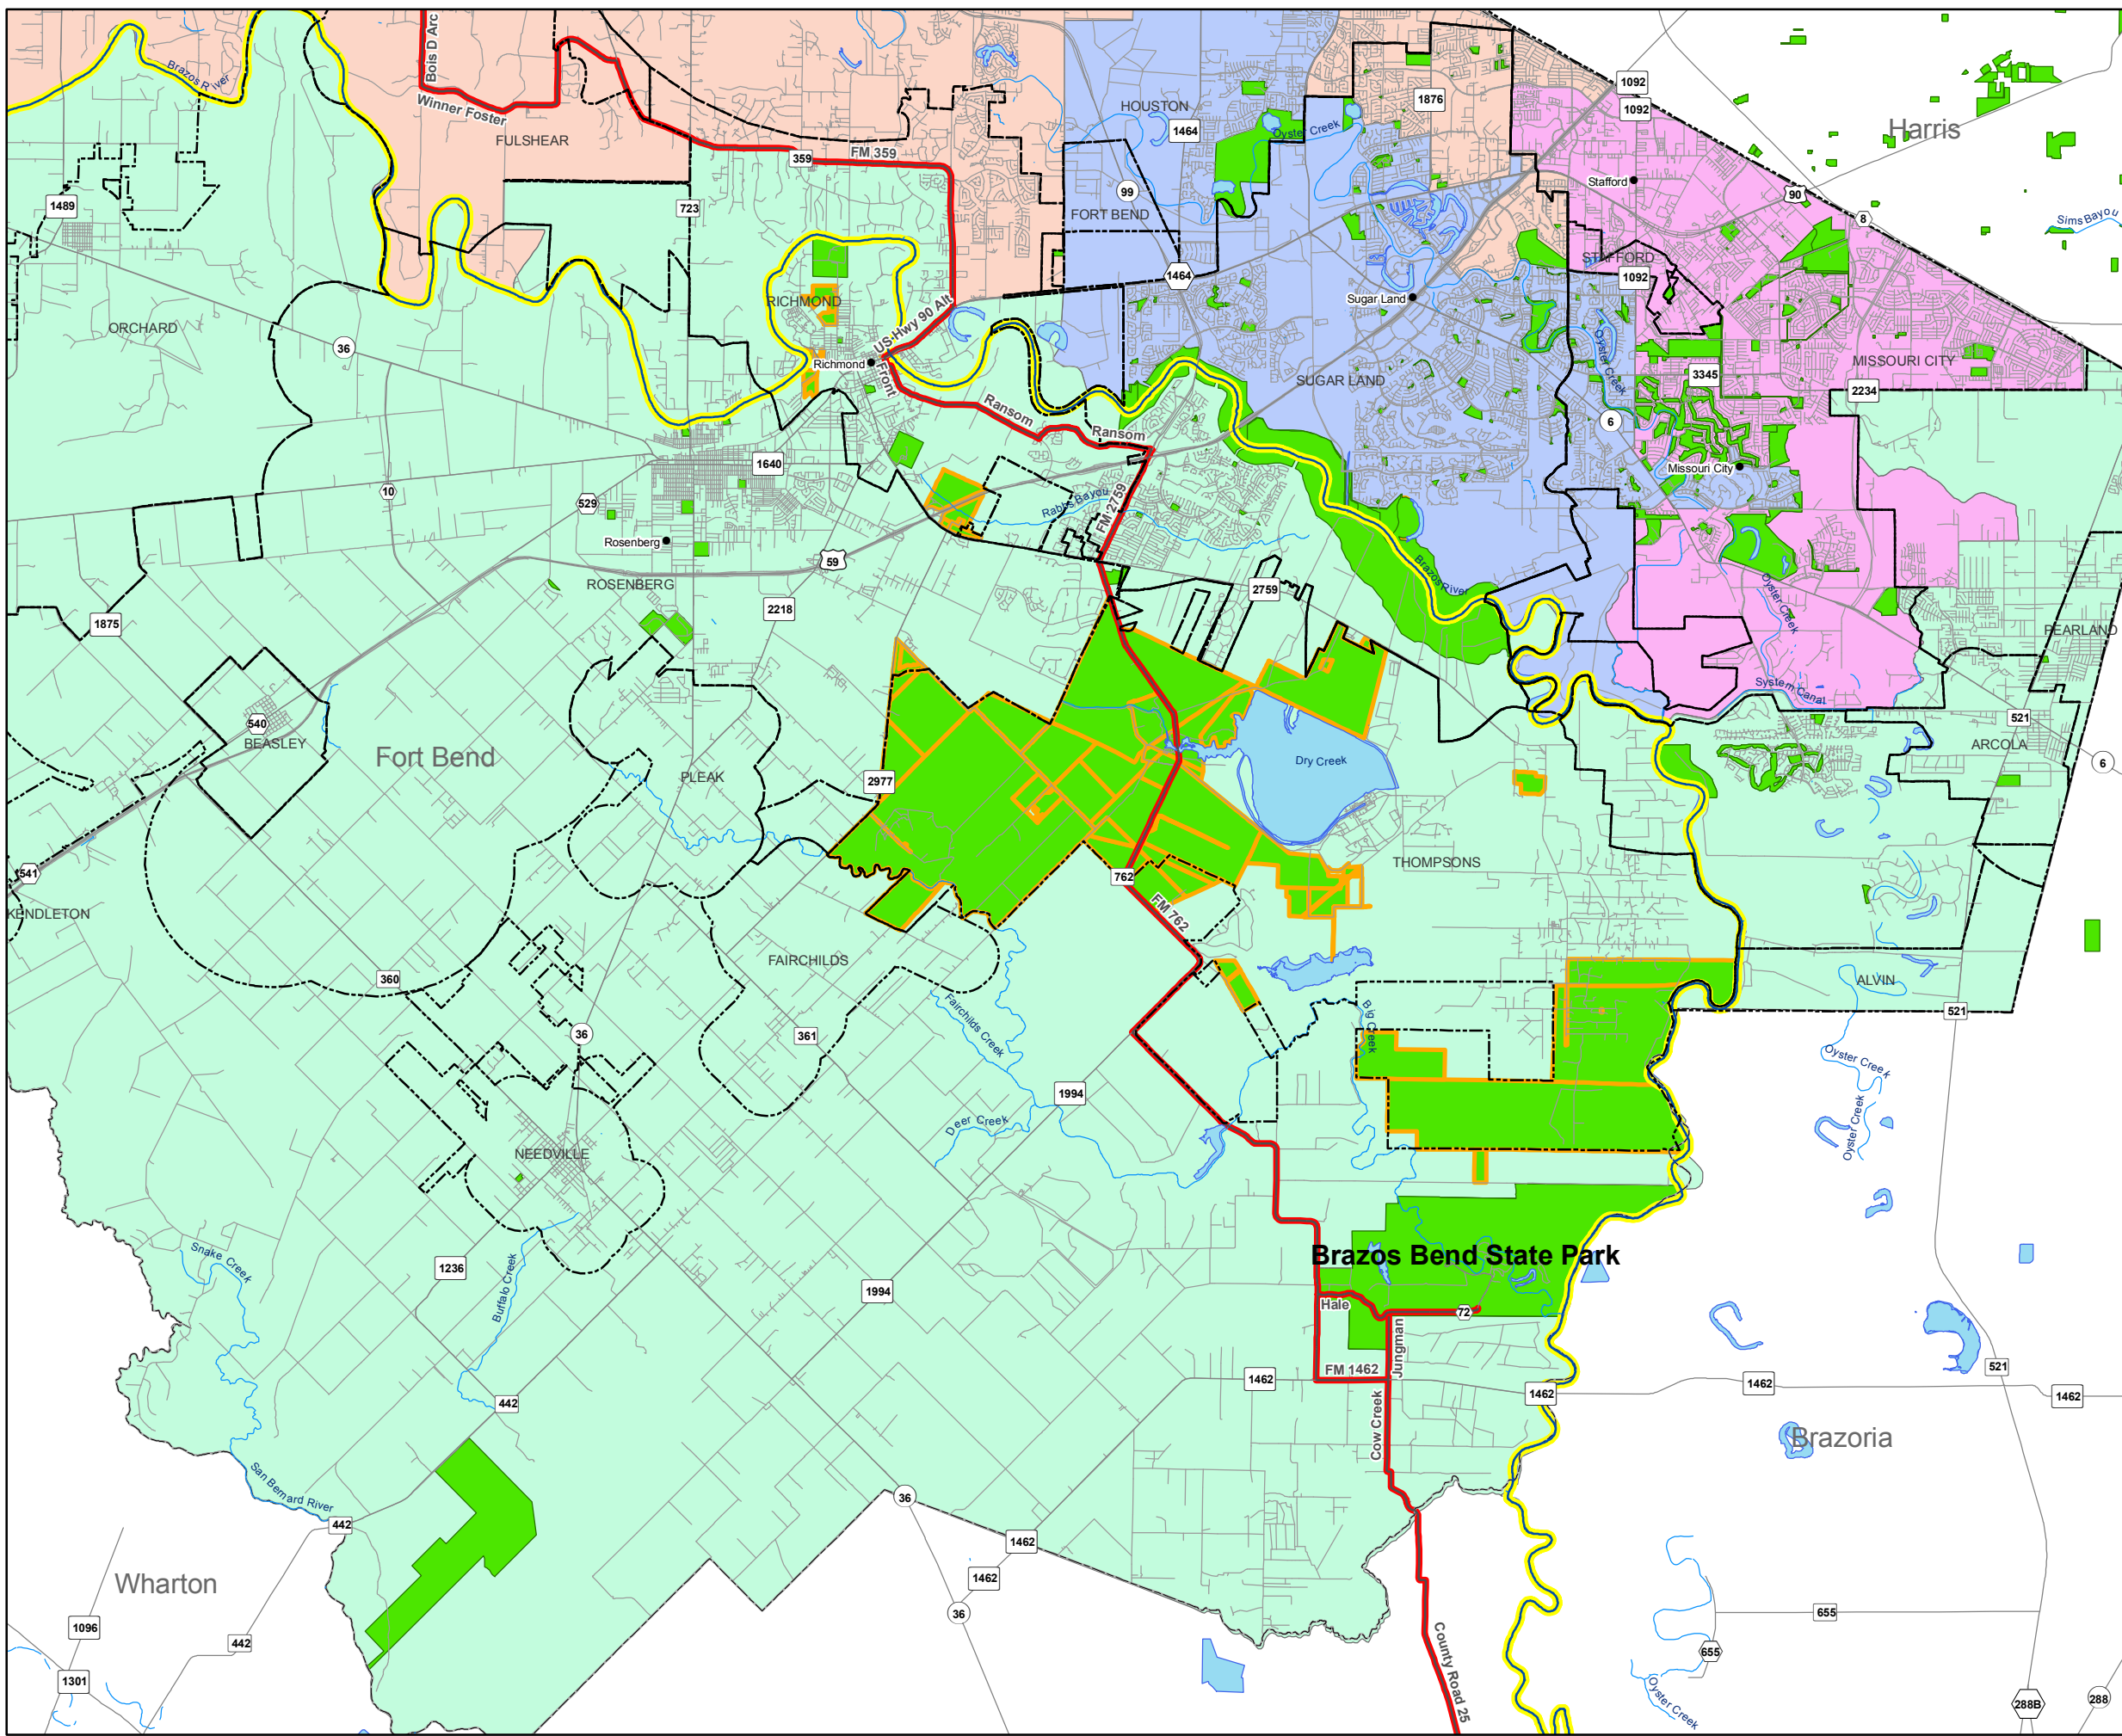 Bois D Arc
Brazos River
Winner Foster
FULSHEAR
HOUSTON
1464
Oyster Creek
1876
1092
1092
Harris
359
FM 359
99
FORT BEND
Stafford
90
8
Sims Bayou
1489
723
STAFFORD
1092
1464
RICHMOND
US Hwy 90 Alt
Sugar Land
ORCHARD
36
Richmond
Front
Oyster Creek
MISSOURI CITY
SUGAR LAND
3345
2234
Ransom
Ransom
6
1640
Missouri City
10
529
Rabbs Bayou
FM 2759
Rosenberg
59
ROSENBERG
2759
Brazos River
Oyster Creek
2218
1875
PEARLAND
System Canal
540
BEASLEY
521
ARCOLA
Fort Bend
Dry Creek
6
PLEAK
2977
541
762
THOMPSONS
KENDLETON
FM 762
FAIRCHILDS
360
ALVIN
521
Fairchilds Creek
Big Creek
36
361
Oyster Creek
1994
Deer Creek
Oyster Creek
NEEDVILLE
Snake Creek
Brazos Bend State Park
1236
Buffalo Creek
1994
Hale
72
Jungman
FM 1462
521
1462
1462
1462
1462
442
Cow Creek
Brazoria
San Bernard River
36
442
1462
1462
Wharton
36
655
1096
442
County Road 25
655
1301
Oyster Creek
288B
288